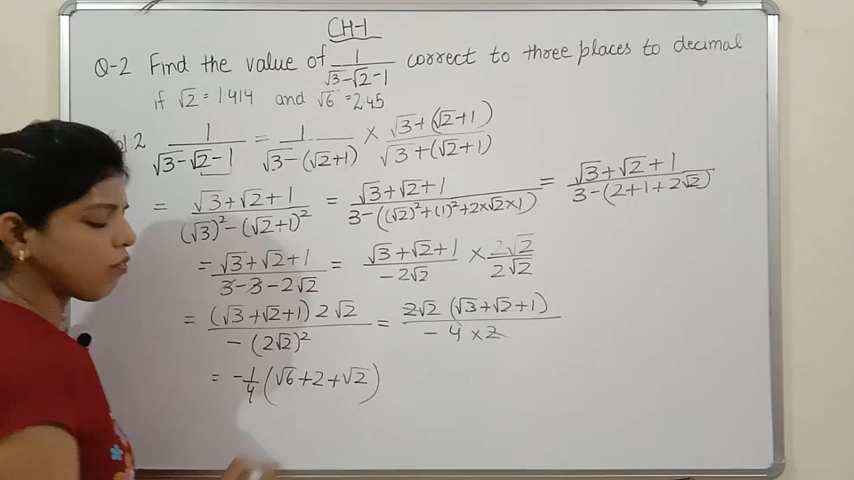 CH-1
Q-2 Find the value of 1/(√3-√2-1) correct to three places to decimal
if √2 = 1.414 and √6 = 2.45
1/(√3-√2-1) = 1/(√3-(√2+1)) × (√3+(√2+1))/(√3+(√2+1))
= (√3+√2+1)/((√3)²-(√2+1)²) = (√3+√2+1)/(3-((√2)²+(1)²+2×√2×1)) = (√3+√2+1)/(3-(2+1+2√2))
= (√3+√2+1)/(3-3-2√2) = (√3+√2+1)/(-2√2) × 2√2/2√2
= ((√3+√2+1) 2√2)/(-(2√2)²) = (2√2 (√3+√2+1))/(-4×2)
= -1/4 (√6+2+√2)